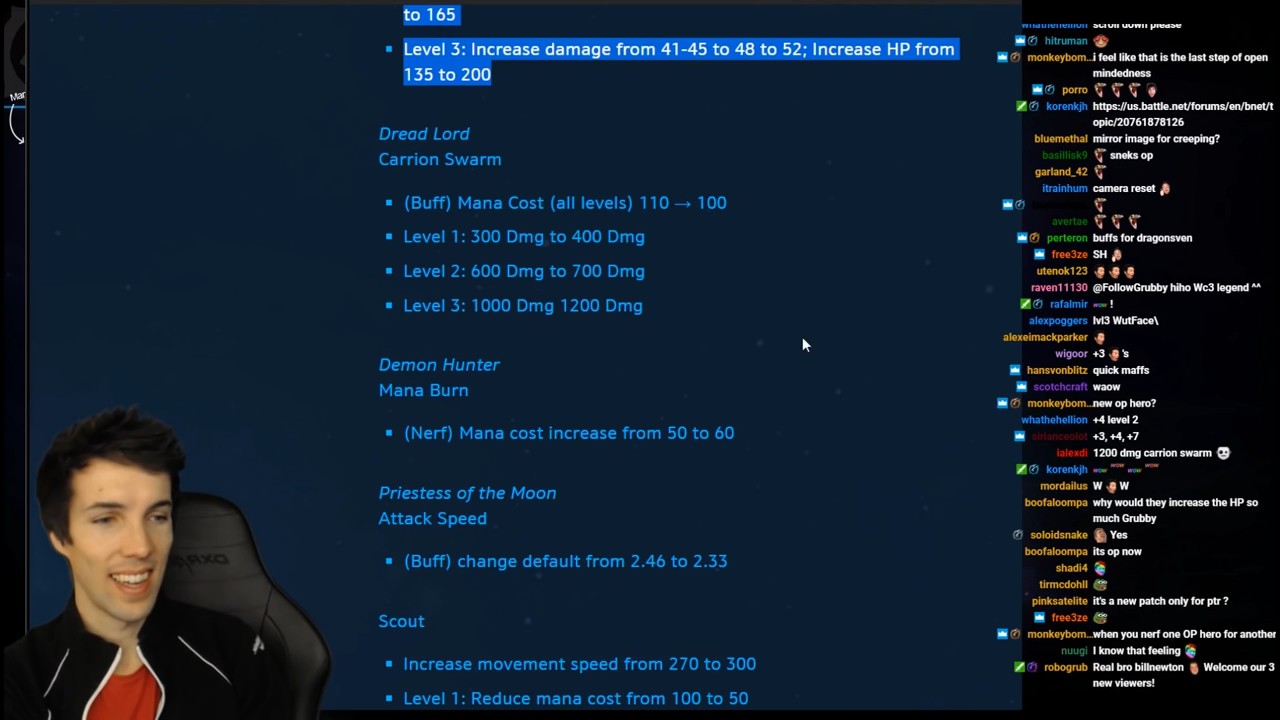 to 165
Level 3: Increase damage from 41-45 to 48 to 52; Increase HP from
135 to 200
Dread Lord
Carrion Swarm
(Buff) Mana Cost (all levels) 110 → 100
Level 1: 300 Dmg to 400 Dmg
Level 2: 600 Dmg to 700 Dmg
Level 3: 1000 Dmg 1200 Dmg
Demon Hunter
Mana Burn
(Nerf) Mana cost increase from 50 to 60
Priestess of the Moon
Attack Speed
(Buff) change default from 2.46 to 2.33
Scout
Increase movement speed from 270 to 300
Level 1: Reduce mana cost from 100 to 50
Mar
whathehellion scroll down please
hitruman
monkeybom... i feel like that is the last step of open
mindedness
porro
korenkjh https://us.battle.net/forums/en/bnet/t
opic/20761878126
bluemethal mirror image for creeping?
basillisk9 sneks op
garland_42
itrainhum camera reset
avertae
perteron buffs for dragonsven
free3ze SH
utenok123
raven11130 @FollowGrubby hiho Wc3 legend ^^
rafalmir wow !
alexpoggers lvl3 WutFace\
alexeimackparker
wigoor +3 's
hansvonblitz quick maffs
scotchcraft waow
monkeybom... new op hero?
whathehellion +4 level 2
+3, +4, +7
ialexdi 1200 dmg carrion swarm
korenkjh wow wow wow wow
mordailus W W
boofaloompa why would they increase the HP so
much Grubby
soloidsnake Yes
boofaloompa its op now
shadi4
tirmcdohll
pinksatelite it's a new patch only for ptr ?
free3ze
monkeybom... when you nerf one OP hero for another
nuugi I know that feeling
robogrub Real bro billnewton Welcome our 3
new viewers!